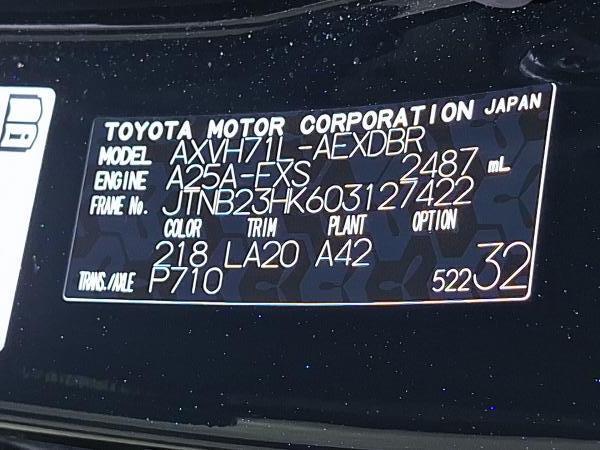 TOYOTA MOTOR CORPORATION JAPAN
MODEL AXVH71L-AEXDBR
ENGINE A25A-FXS 2487 mL
FRAME No. JTNB23HK603127422
COLOR TRIM PLANT OPTION
218 LA20 A42
TRANS./AXLE P710 522 32